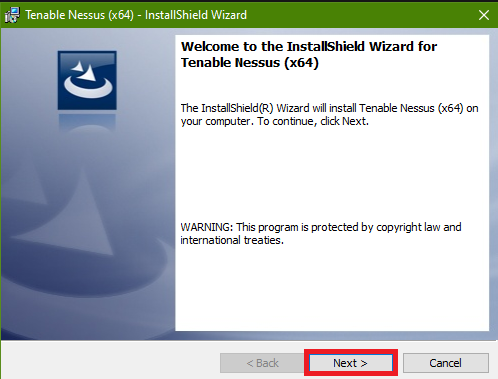 Tenable Nessus (x64) - InstallShield Wizard
Welcome to the InstallShield Wizard for
Tenable Nessus (x64)
The InstallShield(R) Wizard will install Tenable Nessus (x64) on
your computer. To continue, click Next.
WARNING: This program is protected by copyright law and
international treaties.
< Back
Next >
Cancel